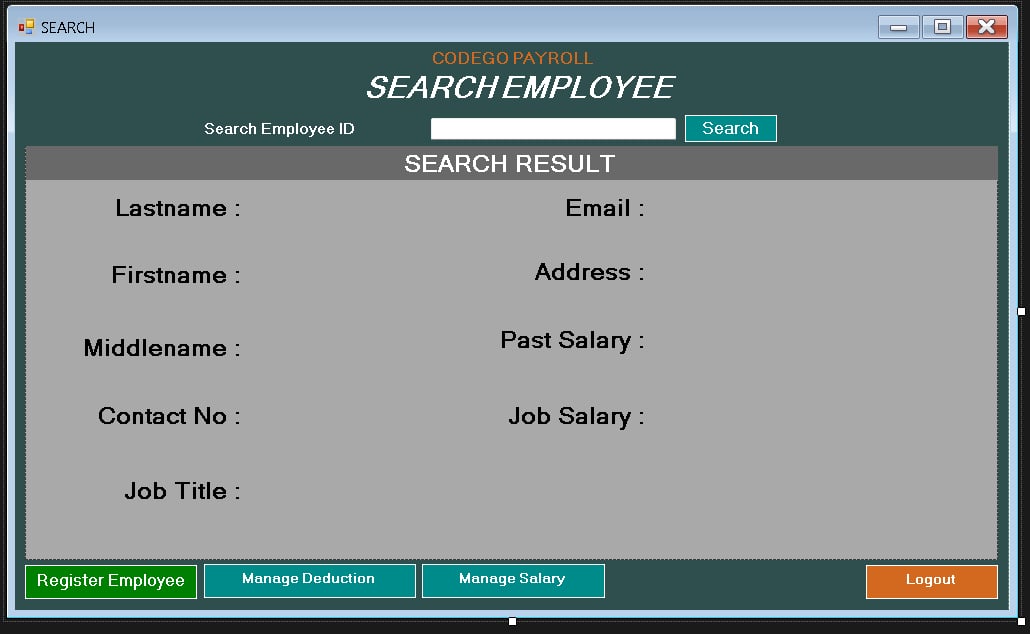 SEARCH
CODEGO PAYROLL
SEARCH EMPLOYEE
Search Employee ID
Search
SEARCH RESULT
Lastname :
Email :
Firstname :
Address :
Middlename :
Past Salary :
Contact No :
Job Salary :
Job Title :
Register Employee
Manage Deduction
Manage Salary
Logout